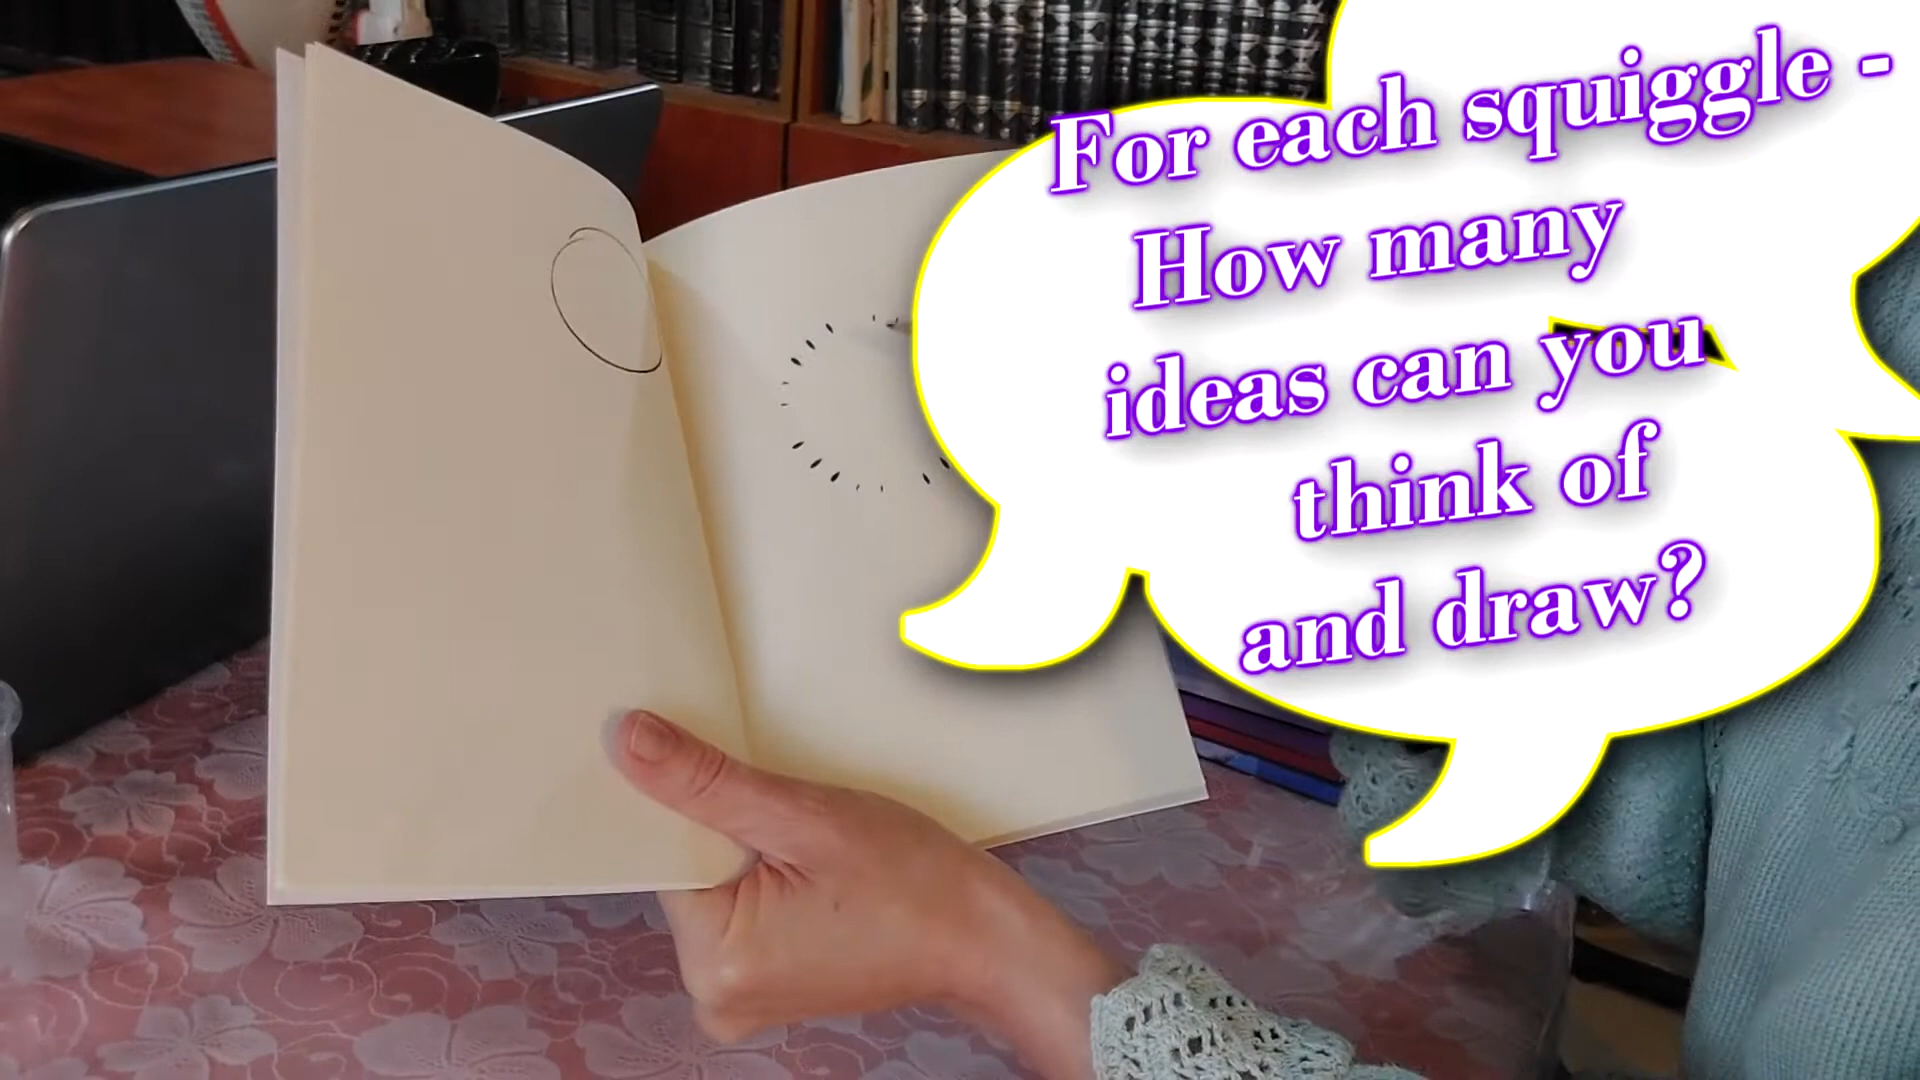 For each squiggle -
How many
ideas can you
think of
and draw?